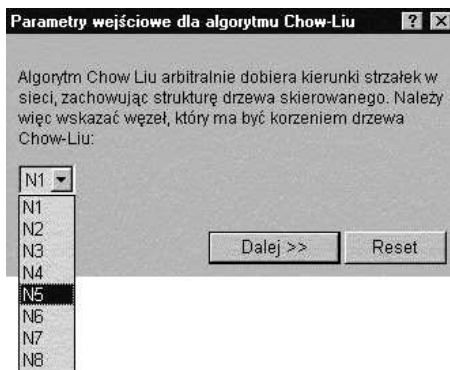 Parametry wejściowe dla algorytmu Chow-Liu
Algorytm Chow Liu arbitralnie dobiera kierunki strzałek w
sieci, zachowując strukturę drzewa skierowanego. Należy
więc wskazać węzeł, który ma być korzeniem drzewa
Chow-Liu:
N1
N1
N2
N3
N4
N5
N6
N7
N8
Dalej >>
Reset